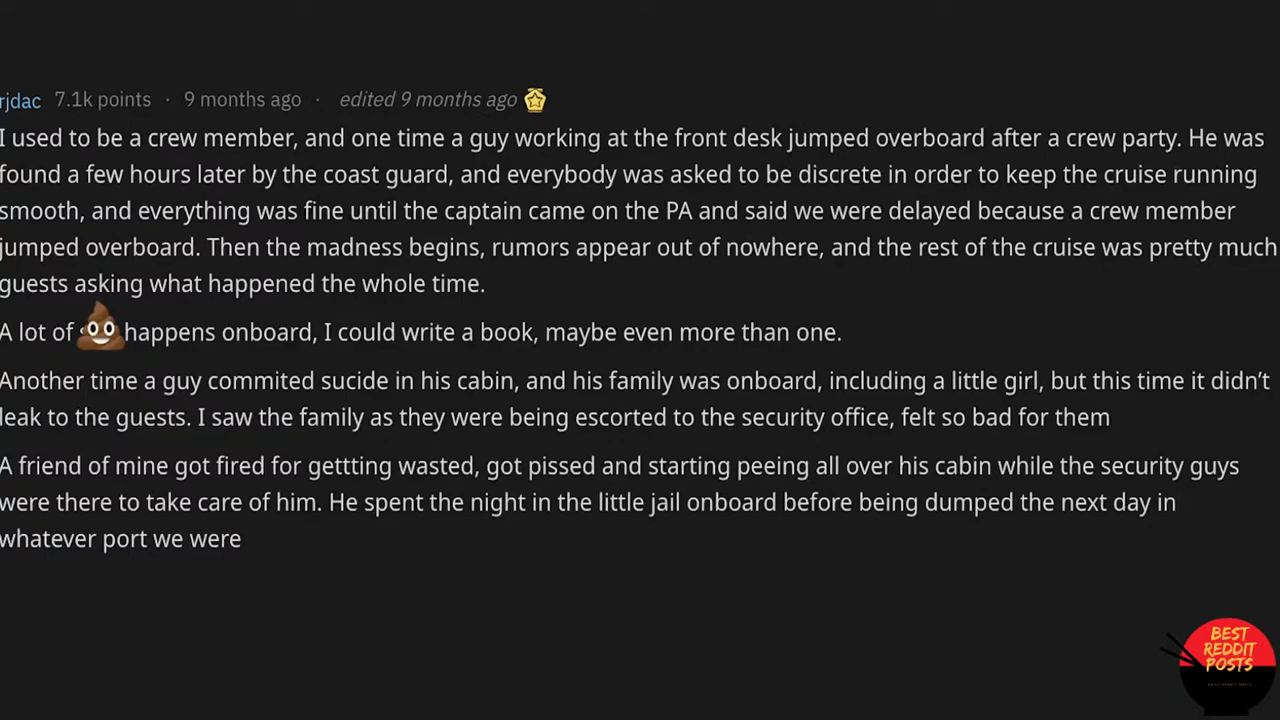 rjdac 7.1k points · 9 months ago · edited 9 months ago
I used to be a crew member, and one time a guy working at the front desk jumped overboard after a crew party. He was
found a few hours later by the coast guard, and everybody was asked to be discrete in order to keep the cruise running
smooth, and everything was fine until the captain came on the PA and said we were delayed because a crew member
jumped overboard. Then the madness begins, rumors appear out of nowhere, and the rest of the cruise was pretty much
guests asking what happened the whole time.
A lot of 💩 happens onboard, I could write a book, maybe even more than one.
Another time a guy commited sucide in his cabin, and his family was onboard, including a little girl, but this time it didn't
leak to the guests. I saw the family as they were being escorted to the security office, felt so bad for them
A friend of mine got fired for gettting wasted, got pissed and starting peeing all over his cabin while the security guys
were there to take care of him. He spent the night in the little jail onboard before being dumped the next day in
whatever port we were
BEST
REDDIT
POSTS